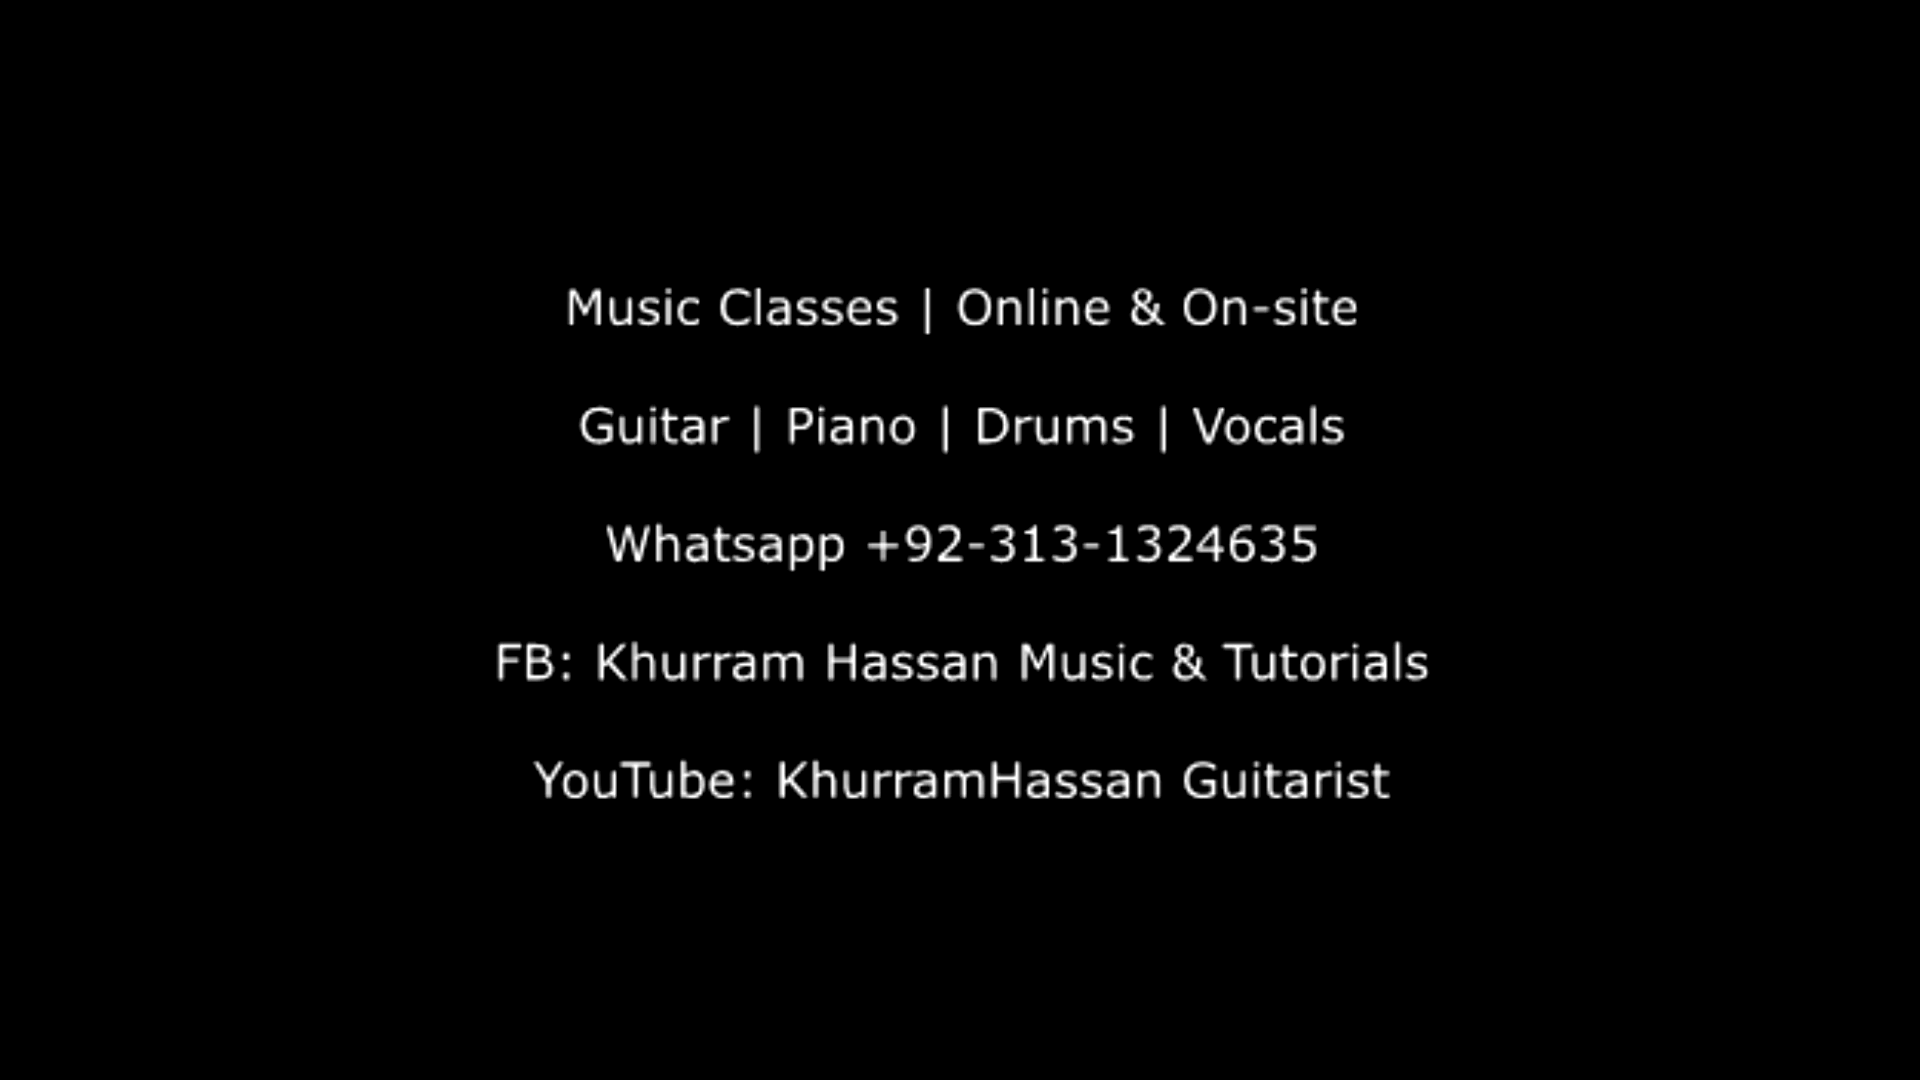 Music Classes | Online & On-site
Guitar | Piano | Drums | Vocals
Whatsapp +92-313-1324635
FB: Khurram Hassan Music & Tutorials
YouTube: KhurramHassan Guitarist